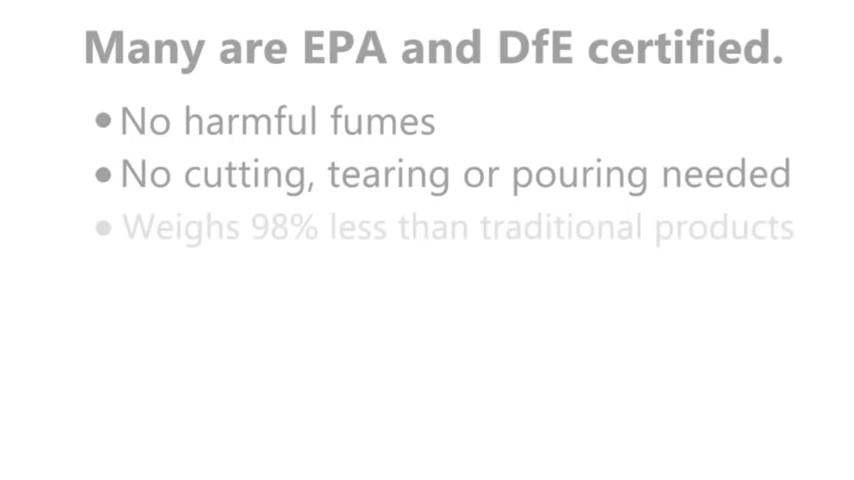 Many are EPA and DfE certified.
• No harmful fumes
• No cutting, tearing or pouring needed
• Weighs 98% less than traditional products